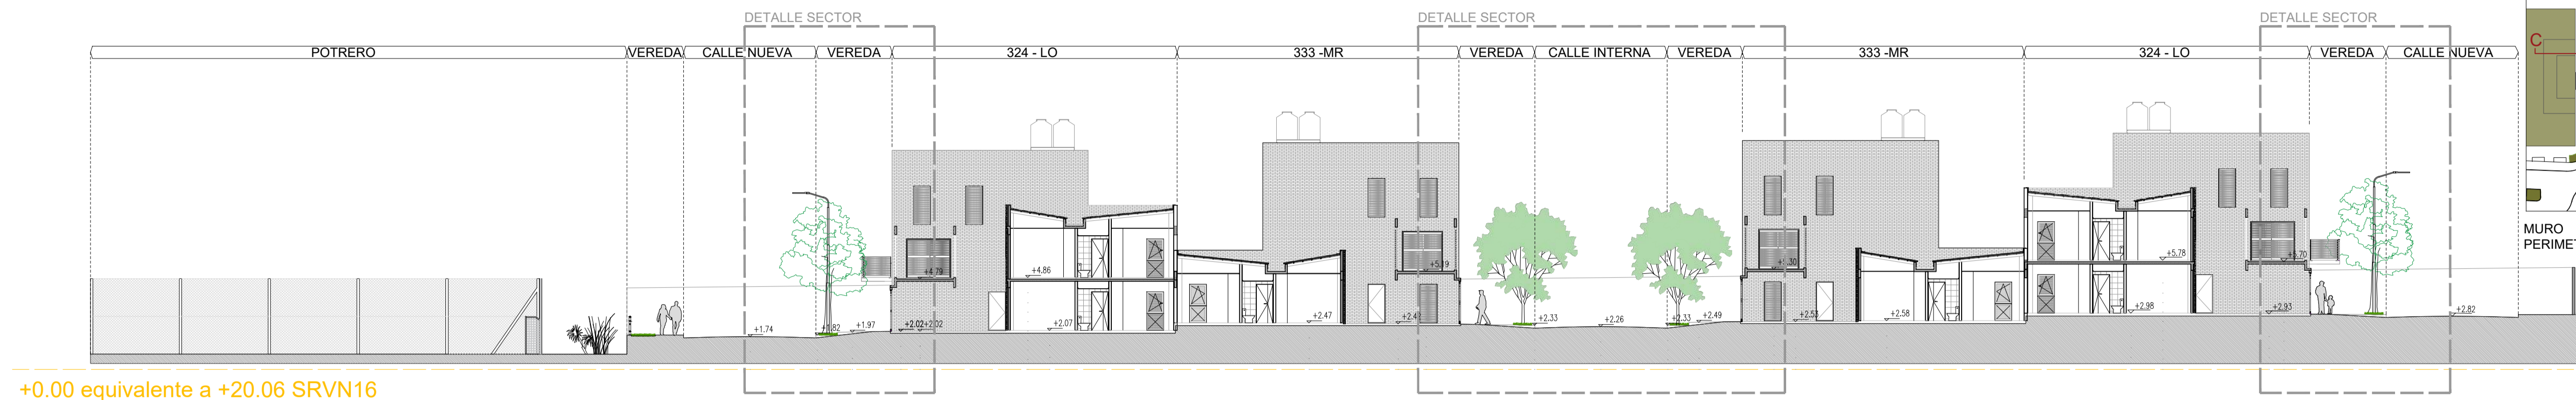 DETALLE SECTOR
DETALLE SECTOR
DETALLE SECTOR
POTRERO
VEREDA
CALLE NUEVA
VEREDA
324 - LO
333 -MR
VEREDA
CALLE INTERNA
VEREDA
333 -MR
324 - LO
VEREDA
CALLE NUEVA
C
MURO
+4.79
+4.86
+5.19
+5.78
+5.70
+1.74
+1.82
+1.97
+2.02
+2.02
+2.07
+2.47
+2.33
+2.26
+2.33
+2.49
+2.53
+2.58
+2.98
+2.93
+2.82
+0.00 equivalente a +20.06 SRVN16